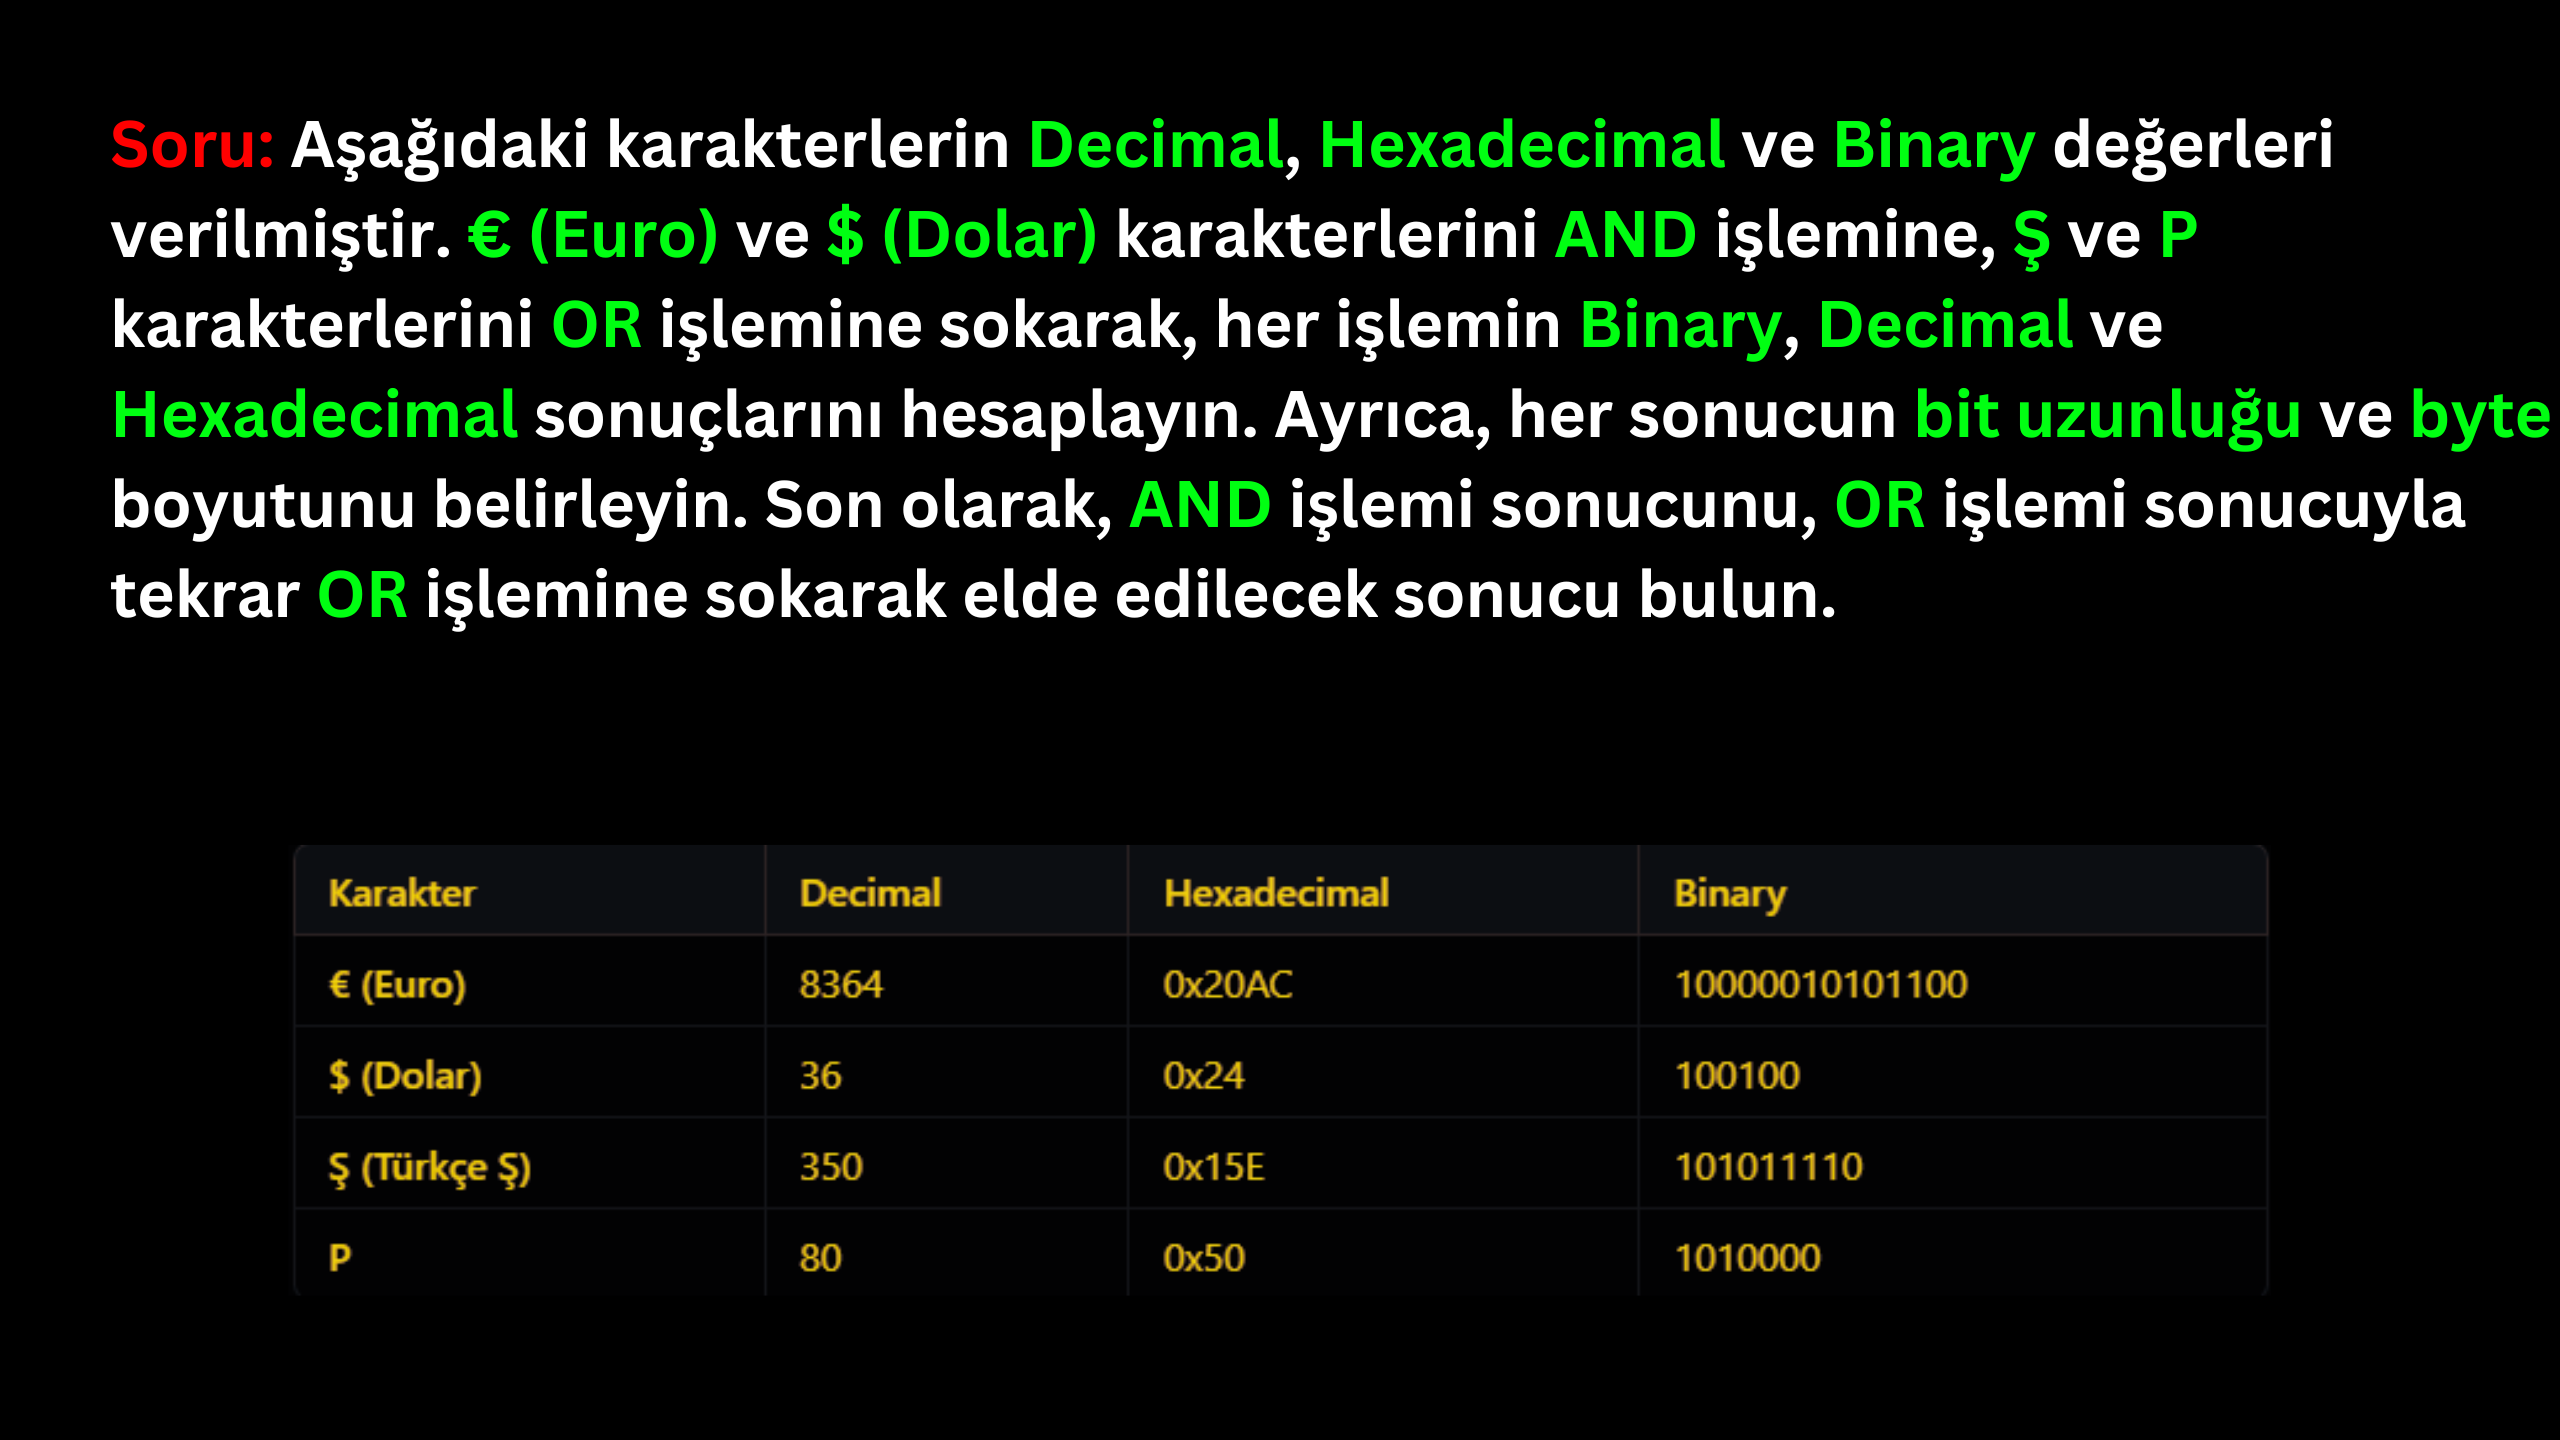 Soru: Aşağıdaki karakterlerin Decimal, Hexadecimal ve Binary değerleri
verilmiştir. € (Euro) ve $ (Dolar) karakterlerini AND işlemine, Ş ve P
karakterlerini OR işlemine sokarak, her işlemin Binary, Decimal ve
Hexadecimal sonuçlarını hesaplayın. Ayrıca, her sonucun bit uzunluğu ve byte
boyutunu belirleyin. Son olarak, AND işlemi sonucunu, OR işlemi sonucuyla
tekrar OR işlemine sokarak elde edilecek sonucu bulun.
Karakter Decimal Hexadecimal Binary
€ (Euro) 8364 0x20AC 10000010101100
$ (Dolar) 36 0x24 100100
Ş (Türkçe Ş) 350 0x15E 101011110
P 80 0x50 1010000